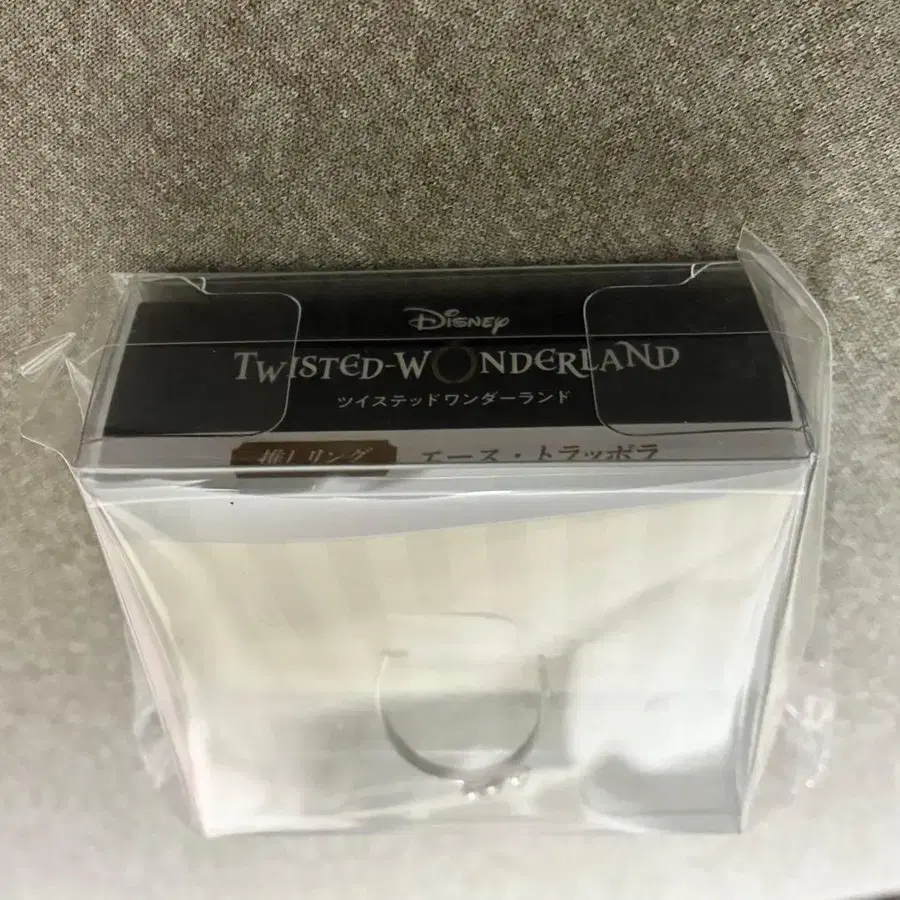 Disney
TWISTED-WONDERLAND
ツイステッドワンダーランド
推しリング エース・トラッポラ